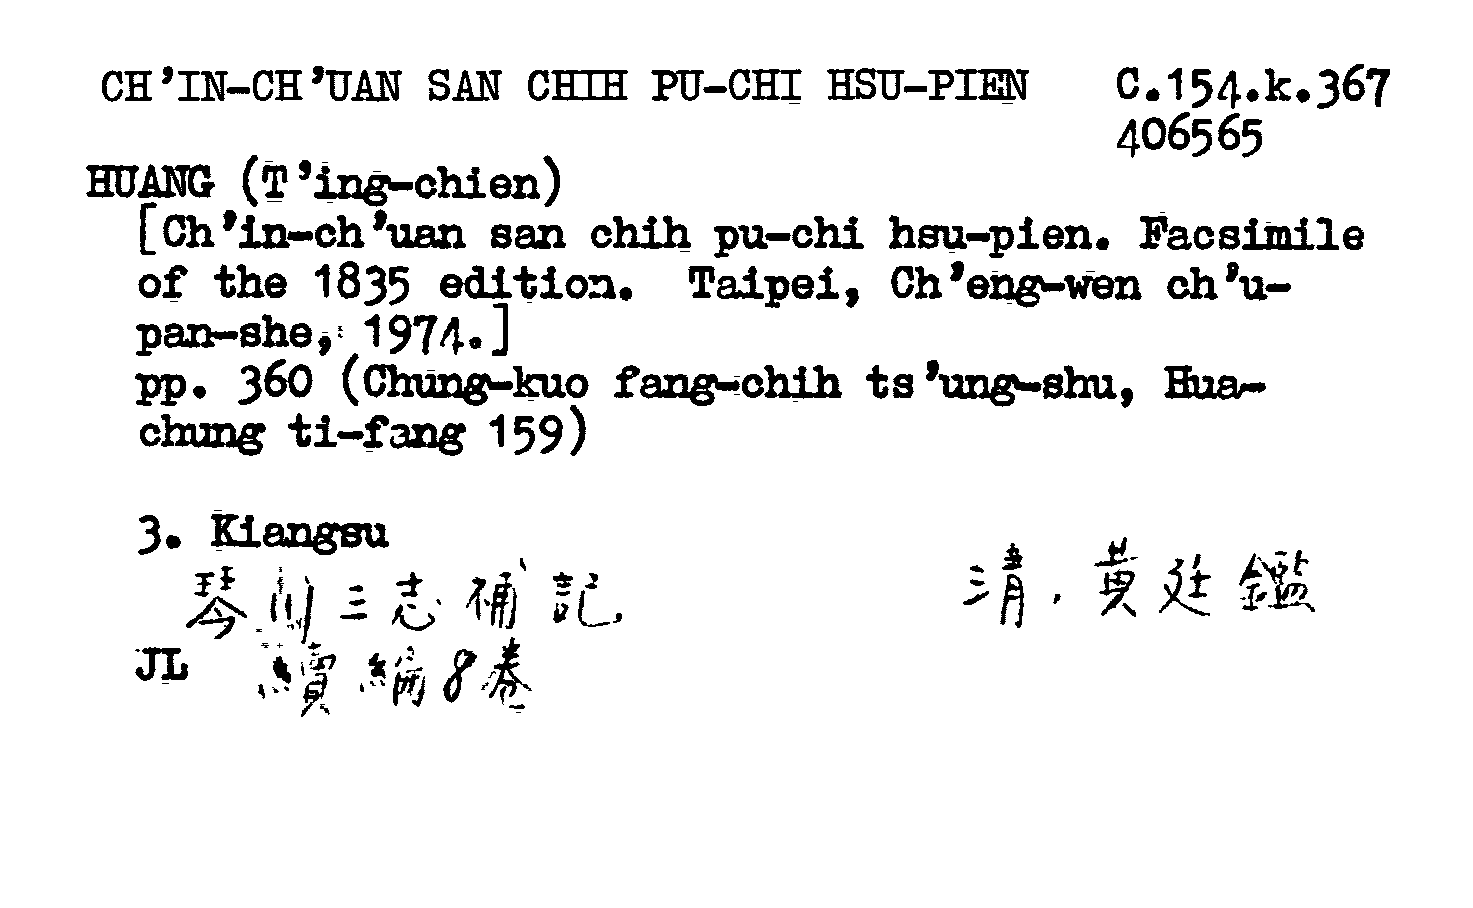 CH'IN-CH'UAN SAN CHIH PU-CHI HSU-PIEN C.154.k.367
406565
HUANG (T'ing-chien)
[Ch'in-ch'uan san chih pu-chi hsu-pien. Facsimile
of the 1835 edition. Taipei, Ch'eng-wen ch'u-
pan-she, 1974.]
pp. 360 (Chung-kuo fang-chih ts'ung-shu, Hua-
chung ti-fang 159)
3. Kiangsu
琴川三志補記 清.黄廷鑑
JL 續編8卷